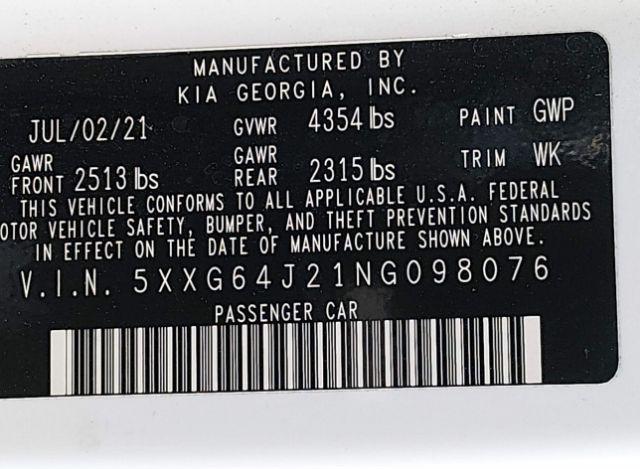 MANUFACTURED BY
KIA GEORGIA, INC.
JUL/02/21 GVWR 4354 lbs PAINT GWP
GAWR FRONT 2513 lbs GAWR REAR 2315 lbs TRIM WK
THIS VEHICLE CONFORMS TO ALL APPLICABLE U.S.A. FEDERAL
OTOR VEHICLE SAFETY, BUMPER, AND THEFT PREVENTION STANDARDS
IN EFFECT ON THE DATE OF MANUFACTURE SHOWN ABOVE.
V.I.N. 5XXG64J21NG098076
PASSENGER CAR